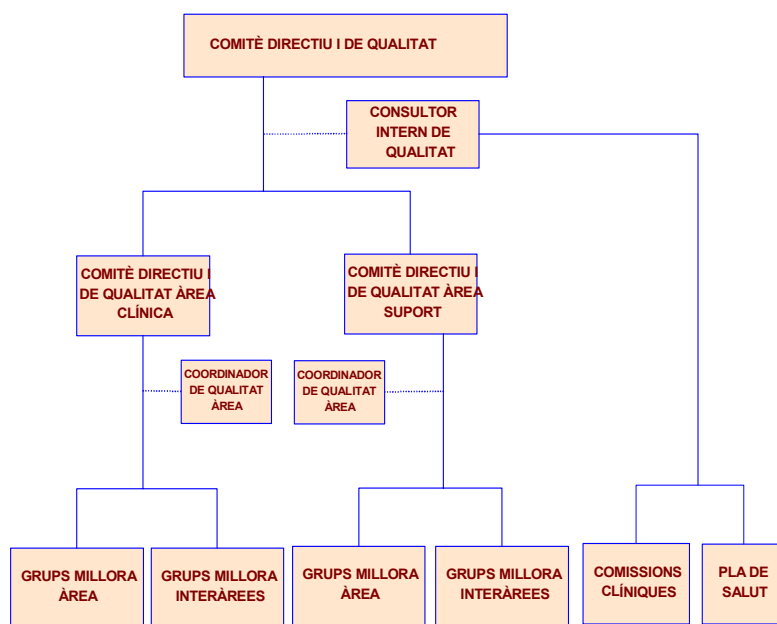 COMITÈ DIRECTIU I DE QUALITAT
CONSULTOR
INTERN DE
QUALITAT
COMITÈ DIRECTIU I
DE QUALITAT ÀREA
CLÍNICA
COMITÈ DIRECTIU I
DE QUALITAT ÀREA
SUPORT
COORDINADOR
DE QUALITAT
ÀREA
COORDINADOR
DE QUALITAT
ÀREA
GRUPS MILLORA
ÀREA
GRUPS MILLORA
INTERÀREES
GRUPS MILLORA
ÀREA
GRUPS MILLORA
INTERÀREES
COMISSIONS
CLÍNIQUES
PLA DE
SALUT